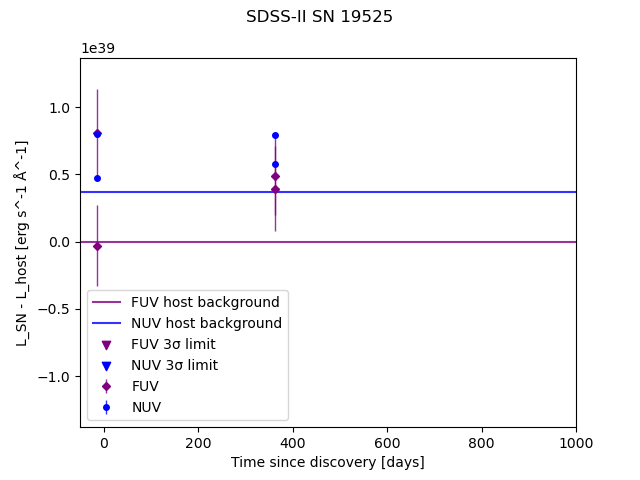 SDSS-II SN 19525
1e39
1.0
0.5
0.0
−0.5
−1.0
L_SN - L_host [erg s^-1 Å^-1]
FUV host background
NUV host background
FUV 3σ limit
NUV 3σ limit
FUV
NUV
0 200 400 600 800 1000
Time since discovery [days]